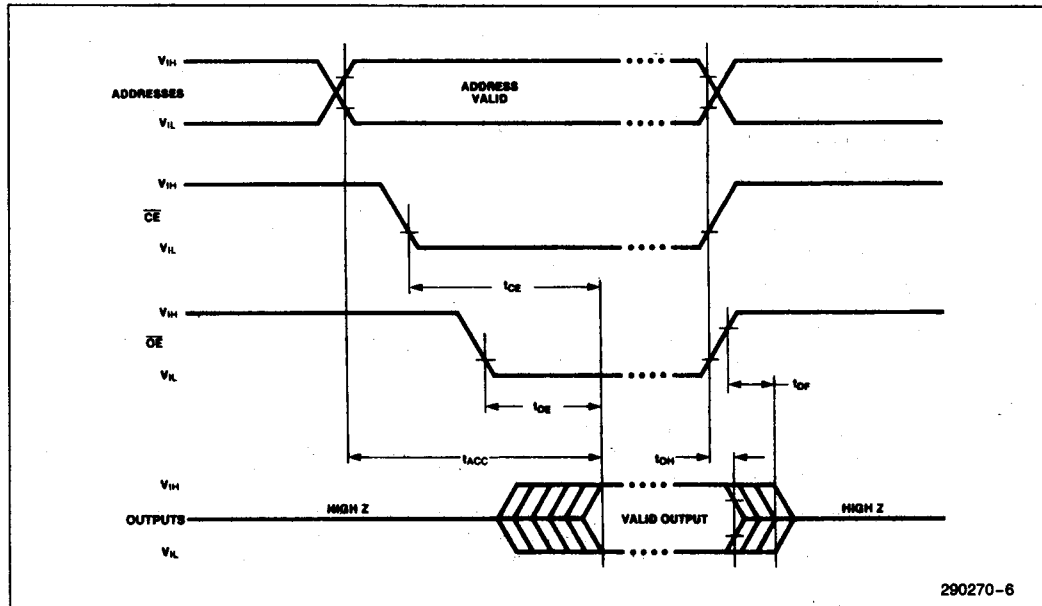 VIH
ADDRESSES
ADDRESS
VALID
VIL
VIH
CE
VIL
tCE
VIH
OE
VIL
tDF
tOE
tACC
tOH
VIH
OUTPUTS
HIGH Z
VALID OUTPUT
HIGH Z
VIL
290270-6